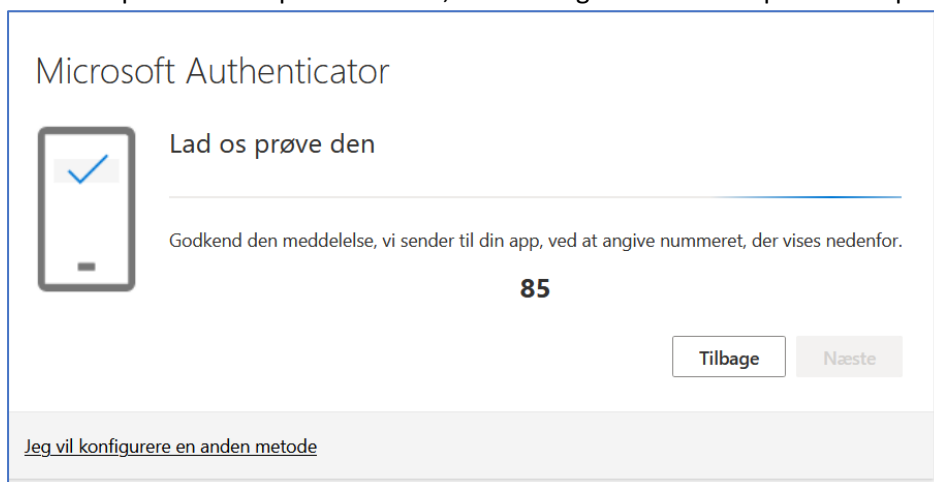 Microsoft Authenticator
Lad os prøve den
Godkend den meddelelse, vi sender til din app, ved at angive nummeret, der vises nedenfor.
85
Tilbage
Næste
Jeg vil konfigurere en anden metode